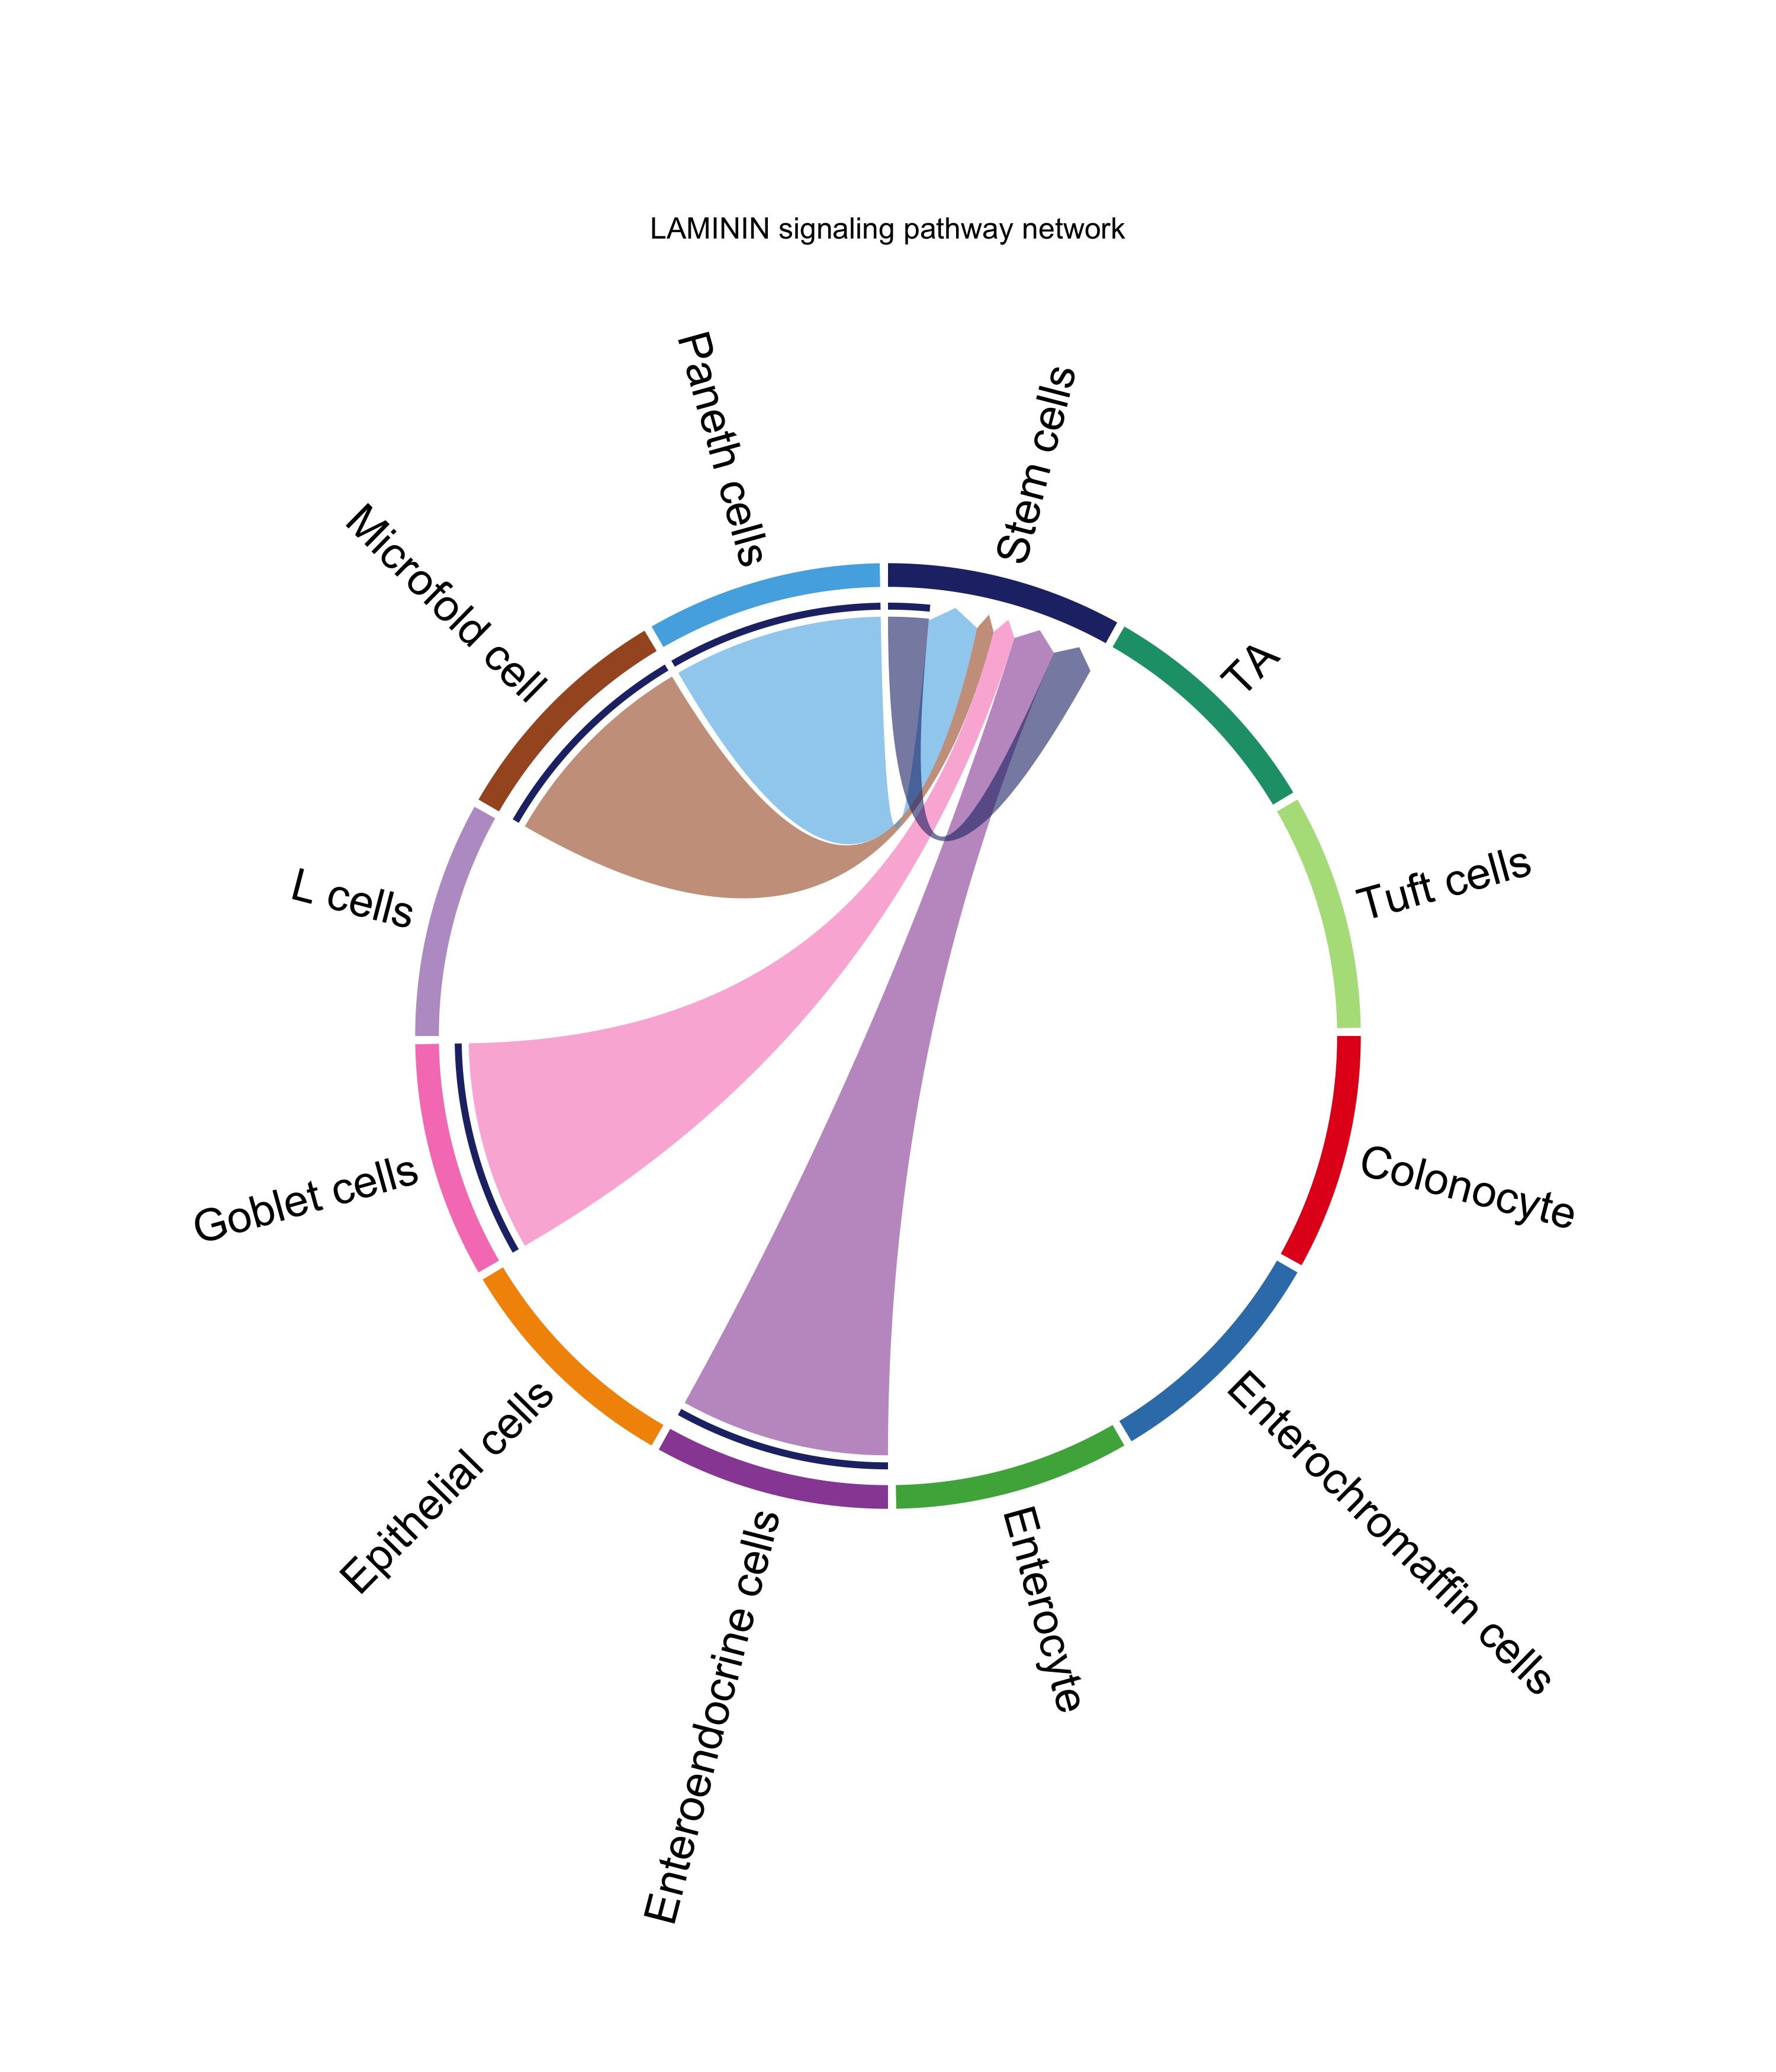 LAMININ signaling pathway network
Stem cells
TA
Tuft cells
Colonocyte
Enterochromaffin cells
Enterocyte
Enteroendocrine cells
Epithelial cells
Goblet cells
L cells
Microfold cell
Paneth cells